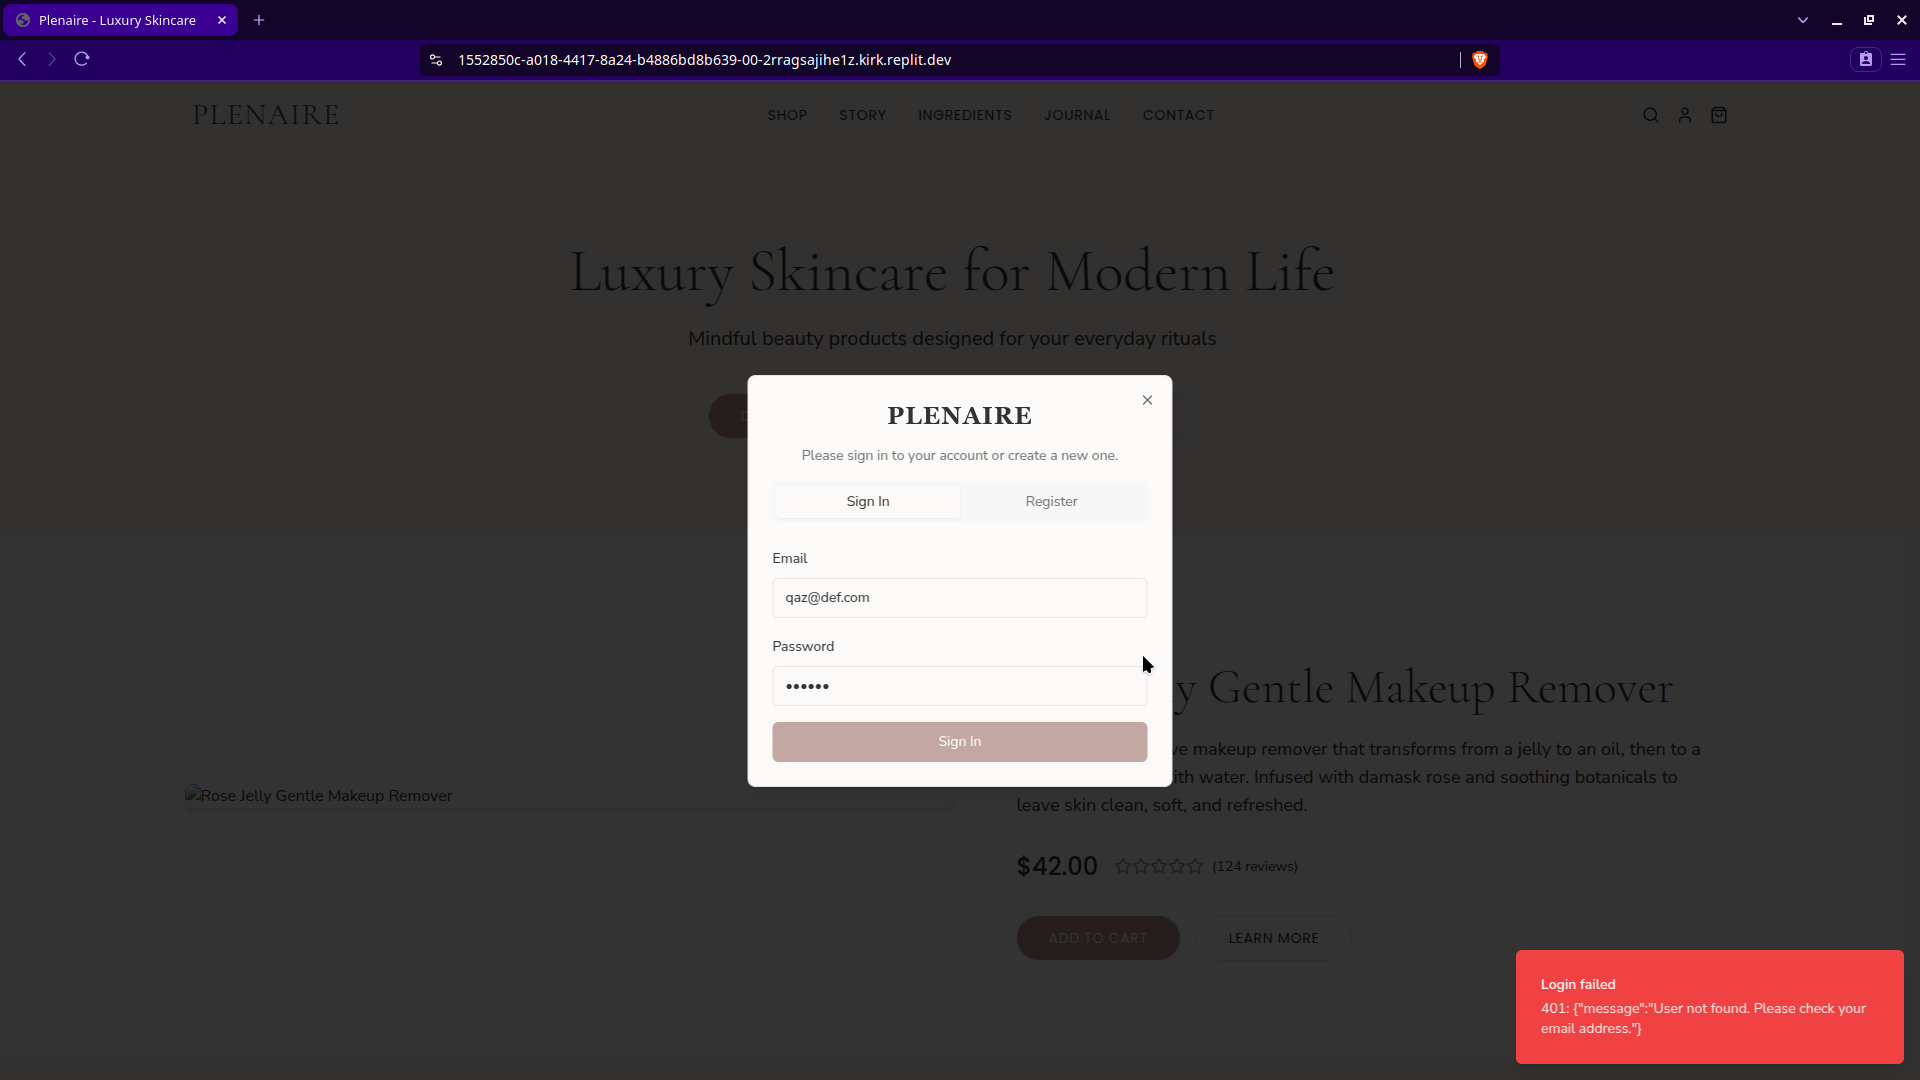 Plenaire - Luxury Skincare
1552850c-a018-4417-8a24-b4886bd8b639-00-2rragsajihe1z.kirk.replit.dev
PLENAIRE
SHOP
STORY
INGREDIENTS
JOURNAL
CONTACT
Luxury Skincare for Modern Life
Mindful beauty products designed for your everyday rituals
PLENAIRE
Please sign in to your account or create a new one.
Sign In
Register
Email
qaz@def.com
Password
••••••
Sign In
Rose Jelly Gentle Makeup Remover
y Gentle Makeup Remover
ve makeup remover that transforms from a jelly to an oil, then to a
ith water. Infused with damask rose and soothing botanicals to
leave skin clean, soft, and refreshed.
$42.00
(124 reviews)
ADD TO CART
LEARN MORE
Login failed
401: {"message":"User not found. Please check your
email address."}